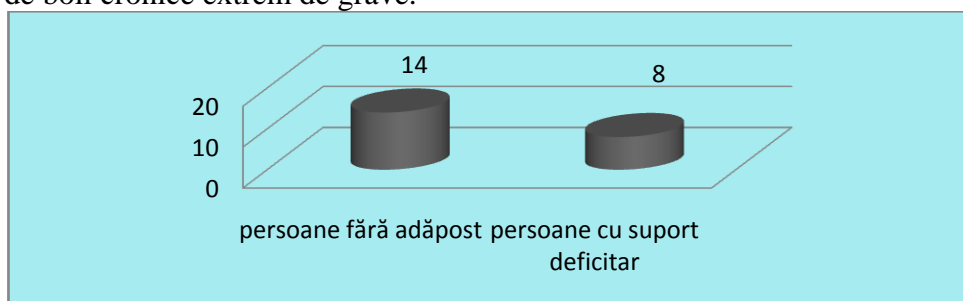 de boli cronice extrem de grave.
14
8
20
10
0
persoane fără adăpost persoane cu suport
deficitar